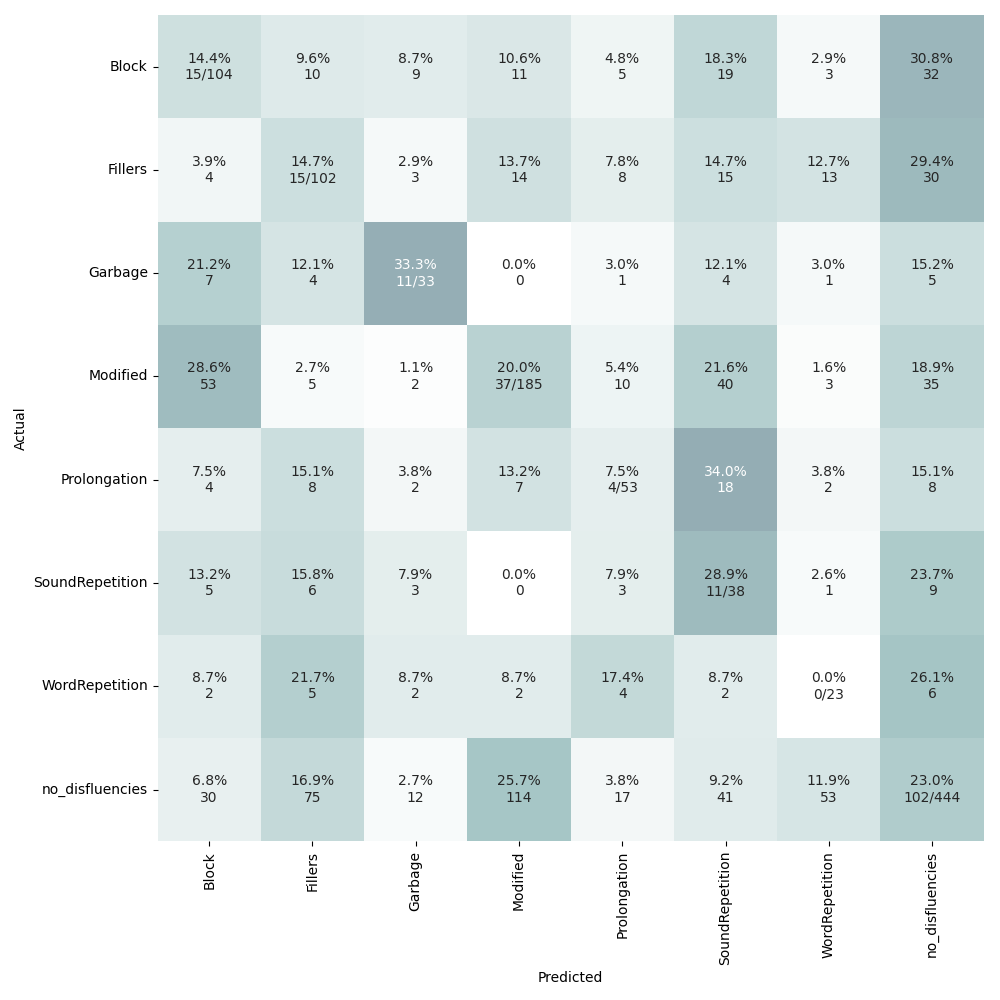 Block
14.4% 9.6% 8.7% 10.6% 4.8% 18.3% 2.9% 30.8%
15/104 10 9 11 5 19 3 32
Fillers
3.9% 14.7% 2.9% 13.7% 7.8% 14.7% 12.7% 29.4%
4 15/102 3 14 8 15 13 30
Garbage
21.2% 12.1% 33.3% 0.0% 3.0% 12.1% 3.0% 15.2%
7 4 11/33 0 1 4 1 5
Modified
28.6% 2.7% 1.1% 20.0% 5.4% 21.6% 1.6% 18.9%
53 5 2 37/185 10 40 3 35
Prolongation
7.5% 15.1% 3.8% 13.2% 7.5% 34.0% 3.8% 15.1%
4 8 2 7 4/53 18 2 8
SoundRepetition
13.2% 15.8% 7.9% 0.0% 7.9% 28.9% 2.6% 23.7%
5 6 3 0 3 11/38 1 9
WordRepetition
8.7% 21.7% 8.7% 8.7% 17.4% 8.7% 0.0% 26.1%
2 5 2 2 4 2 0/23 6
no_disfluencies
6.8% 16.9% 2.7% 25.7% 3.8% 9.2% 11.9% 23.0%
30 75 12 114 17 41 53 102/444
Actual
Block
Fillers
Garbage
Modified
Prolongation
SoundRepetition
WordRepetition
no_disfluencies
Predicted